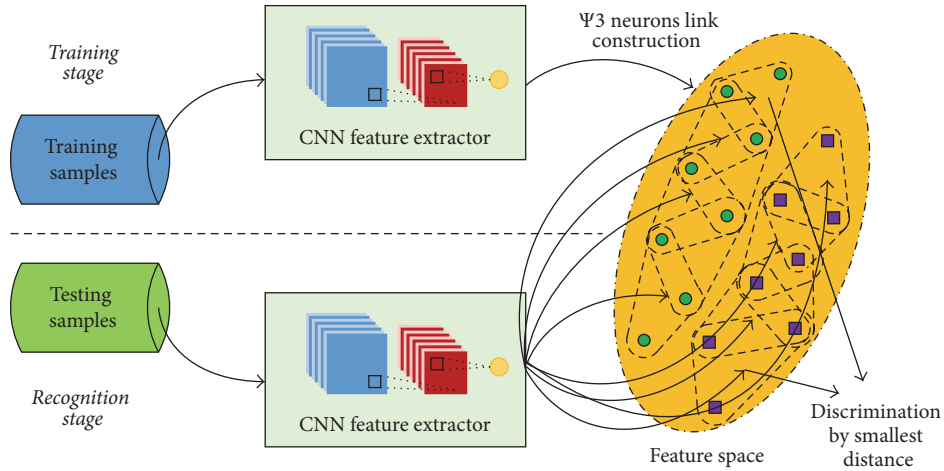 Training
stage
Training
samples
CNN feature extractor
Ψ3 neurons link
construction
Testing
samples
Recognition
stage
CNN feature extractor
Feature space
Discrimination
by smallest
distance